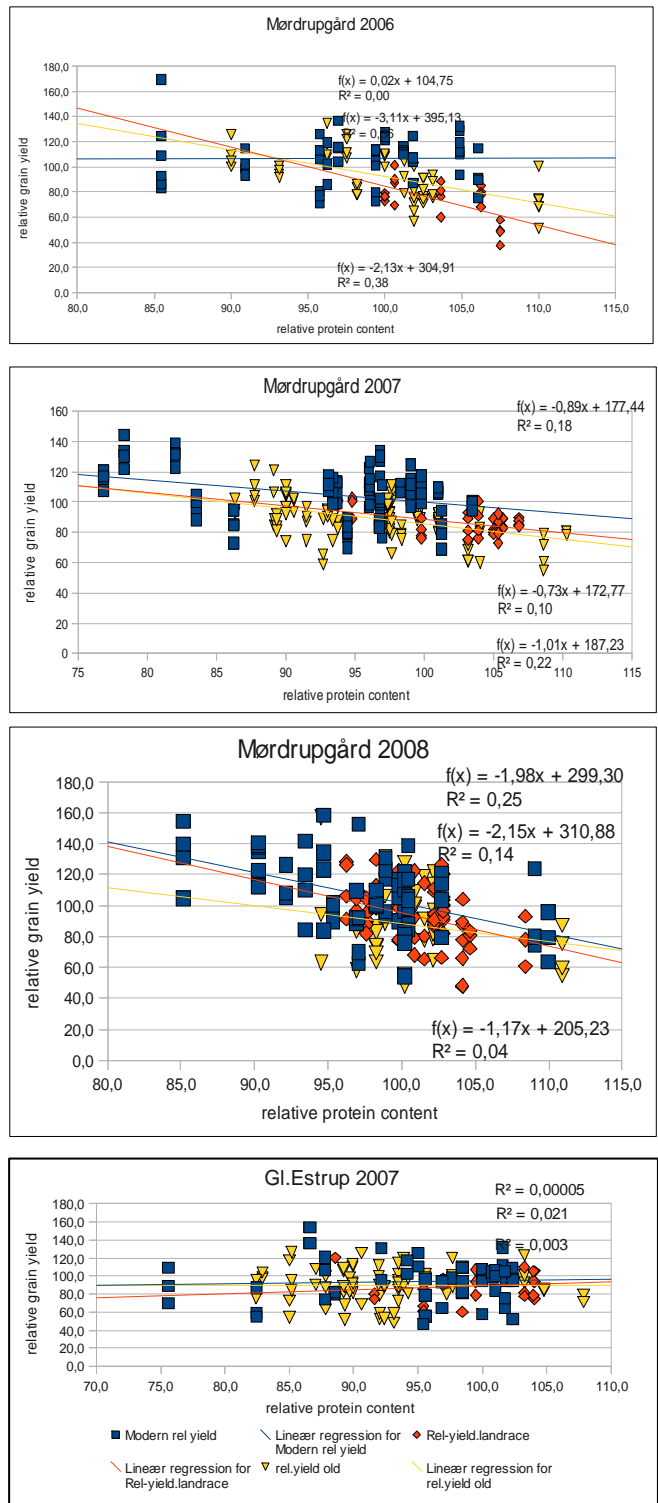 Mørdrupgård 2006
180,0
160,0
140,0
120,0
100,0
80,0
60,0
40,0
20,0
0,0
f(x) = 0,02x + 104,75
R² = 0,00
f(x) = -3,11x + 395,13
f(x) = -2,13x + 304,91
R² = 0,38
80,0 85,0 90,0 95,0 100,0 105,0 110,0 115,0
relative protein content
relative grain yield
Mørdrupgård 2007
160
140
120
100
80
60
40
20
0
f(x) = -0,89x + 177,44
R² = 0,18
f(x) = -0,73x + 172,77
R² = 0,10
f(x) = -1,01x + 187,23
R² = 0,22
75 80 85 90 95 100 105 110 115
relative protein content
relative grain yield
Mørdrupgård 2008
180,0
160,0
140,0
120,0
100,0
80,0
60,0
40,0
20,0
0,0
f(x) = -1,98x + 299,30
R² = 0,25
f(x) = -2,15x + 310,88
R² = 0,14
f(x) = -1,17x + 205,23
R² = 0,04
80,0 85,0 90,0 95,0 100,0 105,0 110,0 115,0
relative protein content
relative grain yield
Gl.Estrup 2007
180,0
160,0
140,0
120,0
100,0
80,0
60,0
40,0
20,0
0,0
R² = 0,00005
R² = 0,021
R² = 0,003
70,0 75,0 80,0 85,0 90,0 95,0 100,0 105,0 110,0
relative protein content
relative grain yield
Modern rel yield
Lineær regression for
Modern rel yield
Rel-yield.landrace
Lineær regression for
Rel-yield.landrace
rel.yield old
Lineær regression for
rel.yield old